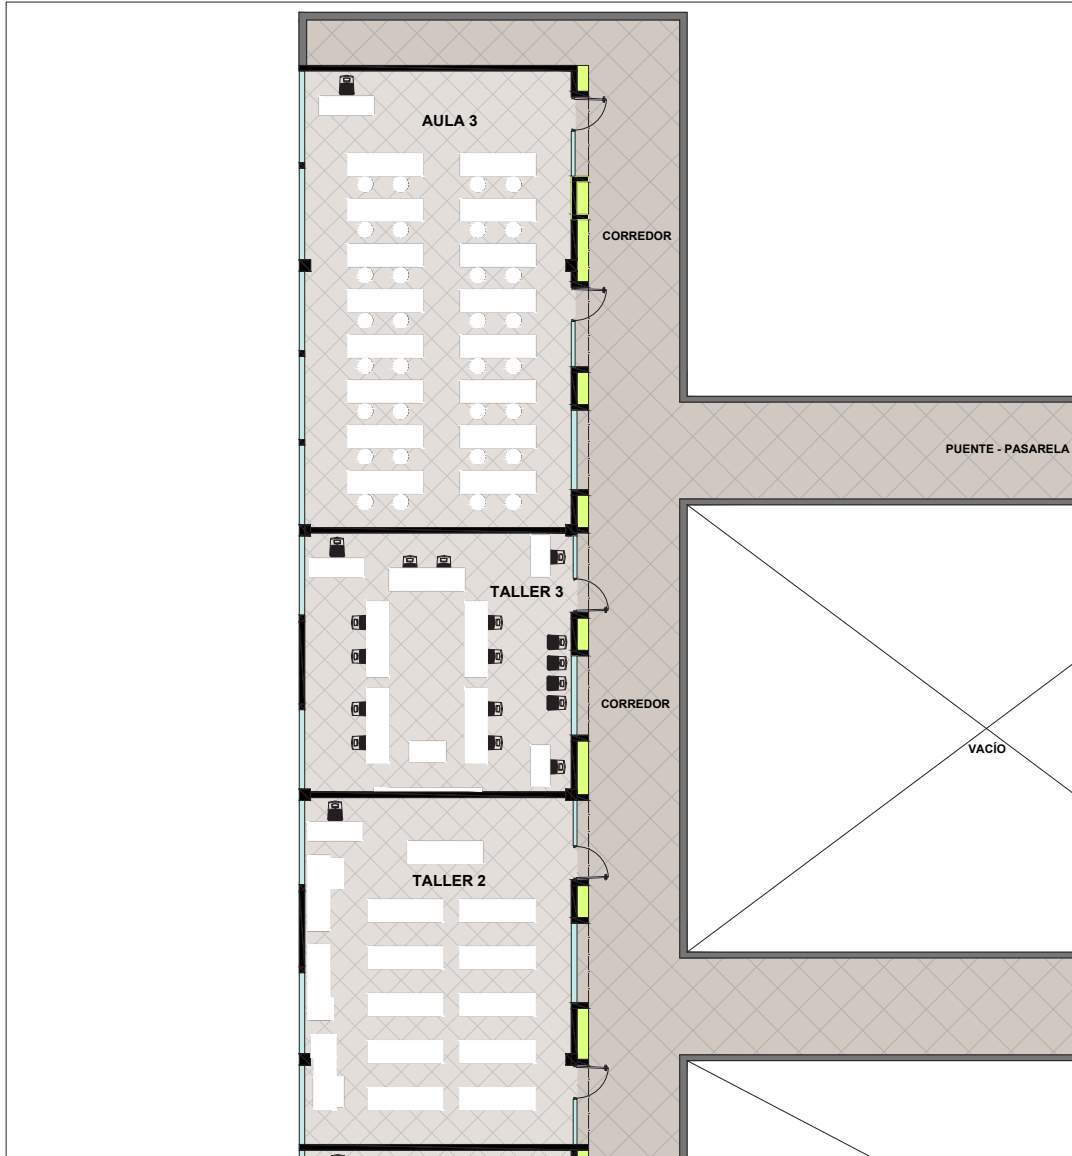 AULA 3
CORREDOR
PUENTE - PASARELA
TALLER 3
CORREDOR
VACÍO
TALLER 2